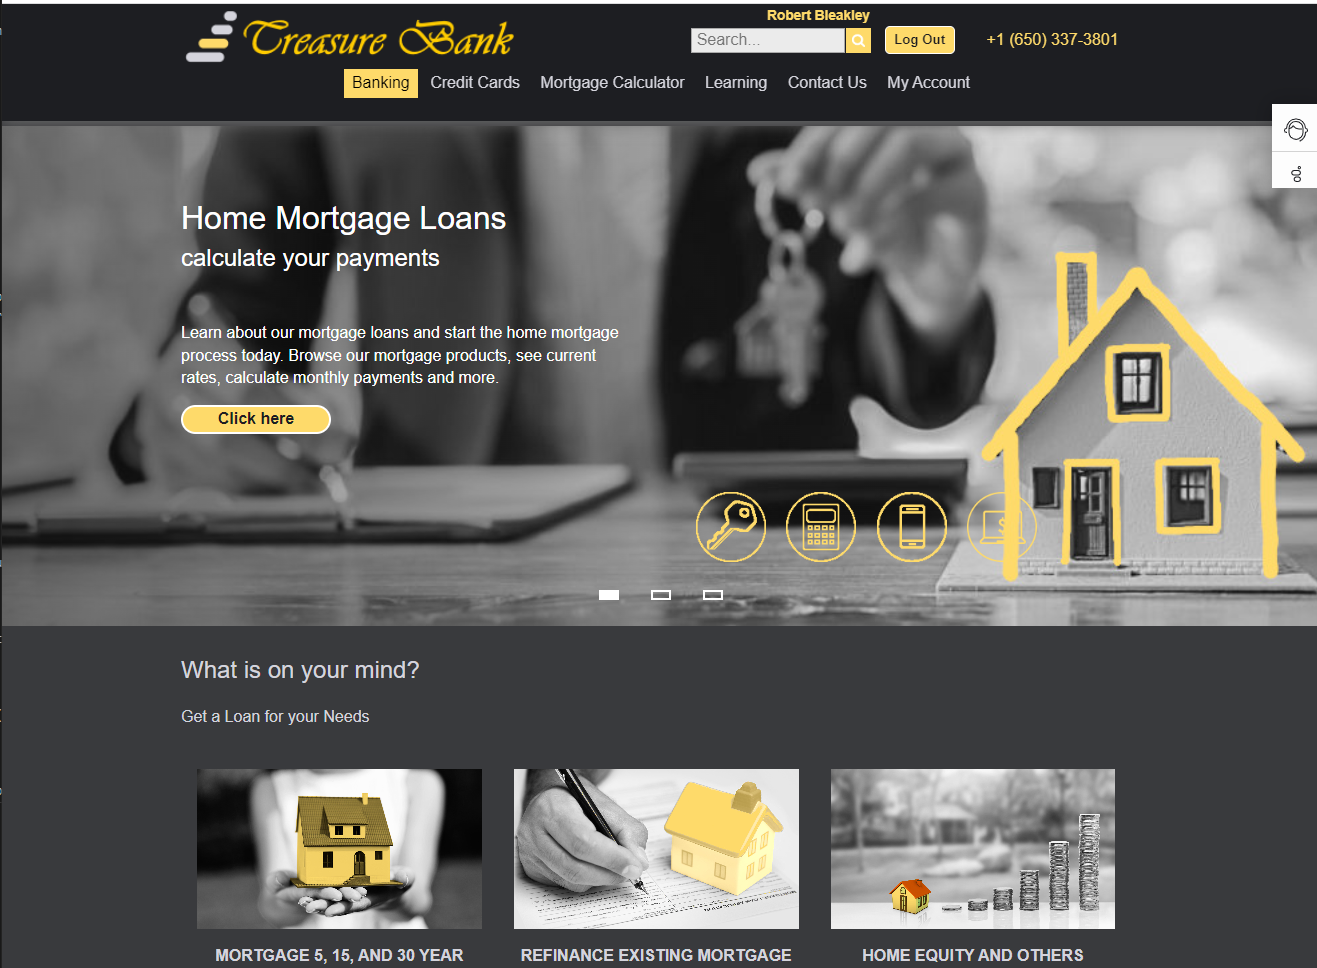 Robert Bleakley
Treasure Bank
Search...
Log Out
+1 (650) 337-3801
Banking Credit Cards Mortgage Calculator Learning Contact Us My Account
Home Mortgage Loans
calculate your payments
Learn about our mortgage loans and start the home mortgage
process today. Browse our mortgage products, see current
rates, calculate monthly payments and more.
Click here
$
What is on your mind?
Get a Loan for your Needs
MORTGAGE 5, 15, AND 30 YEAR
REFINANCE EXISTING MORTGAGE
HOME EQUITY AND OTHERS